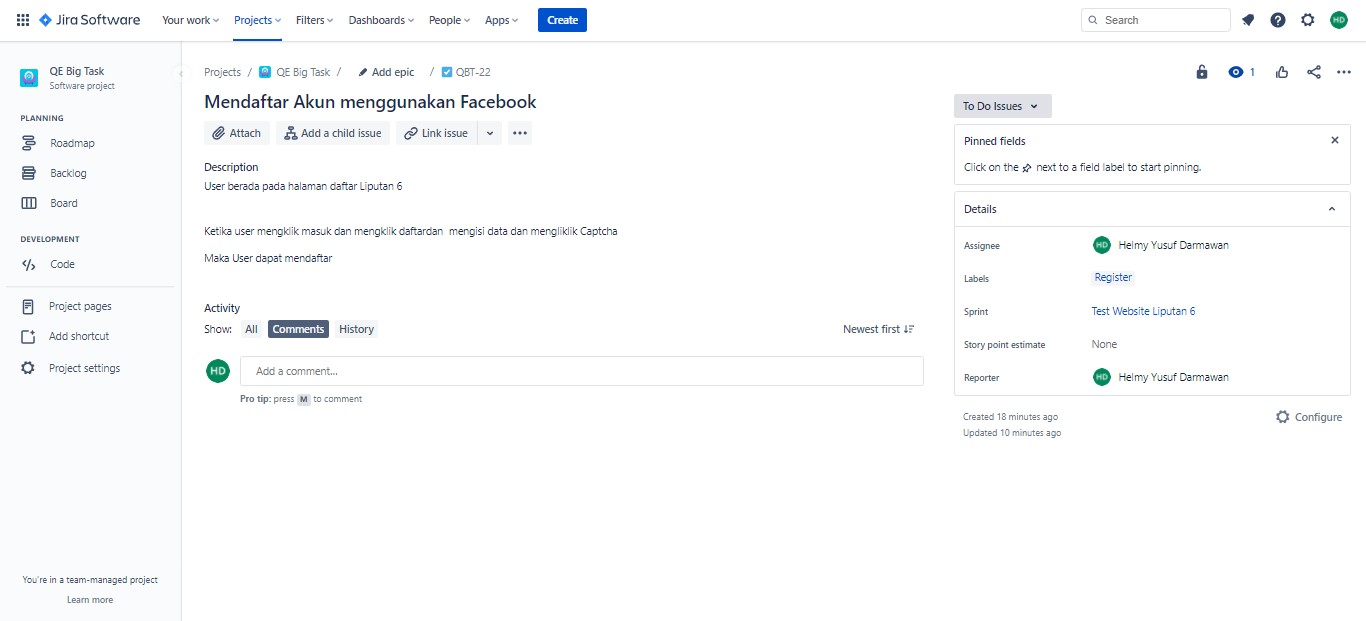 Jira Software Your work Projects Filters Dashboards People Apps Create Search HD
QE Big Task
Software project
PLANNING
Roadmap
Backlog
Board
DEVELOPMENT
Code
Project pages
Add shortcut
Project settings
You're in a team-managed project
Learn more
Projects / QE Big Task / Add epic / QBT-22
1
Mendaftar Akun menggunakan Facebook
Attach Add a child issue Link issue
Description
User berada pada halaman daftar Liputan 6
Ketika user mengklik masuk dan mengklik daftardan mengisi data dan mengliklik Captcha
Maka User dapat mendaftar
Activity
Show: All Comments History Newest first
HD Add a comment...
Pro tip: press M to comment
To Do Issues
Pinned fields
Click on the next to a field label to start pinning.
Details
Assignee HD Helmy Yusuf Darmawan
Labels Register
Sprint Test Website Liputan 6
Story point estimate None
Reporter HD Helmy Yusuf Darmawan
Created 18 minutes ago Configure
Updated 10 minutes ago